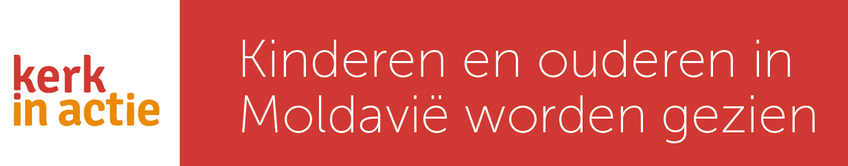 kerk
in actie
Kinderen en ouderen in
Moldavië worden gezien